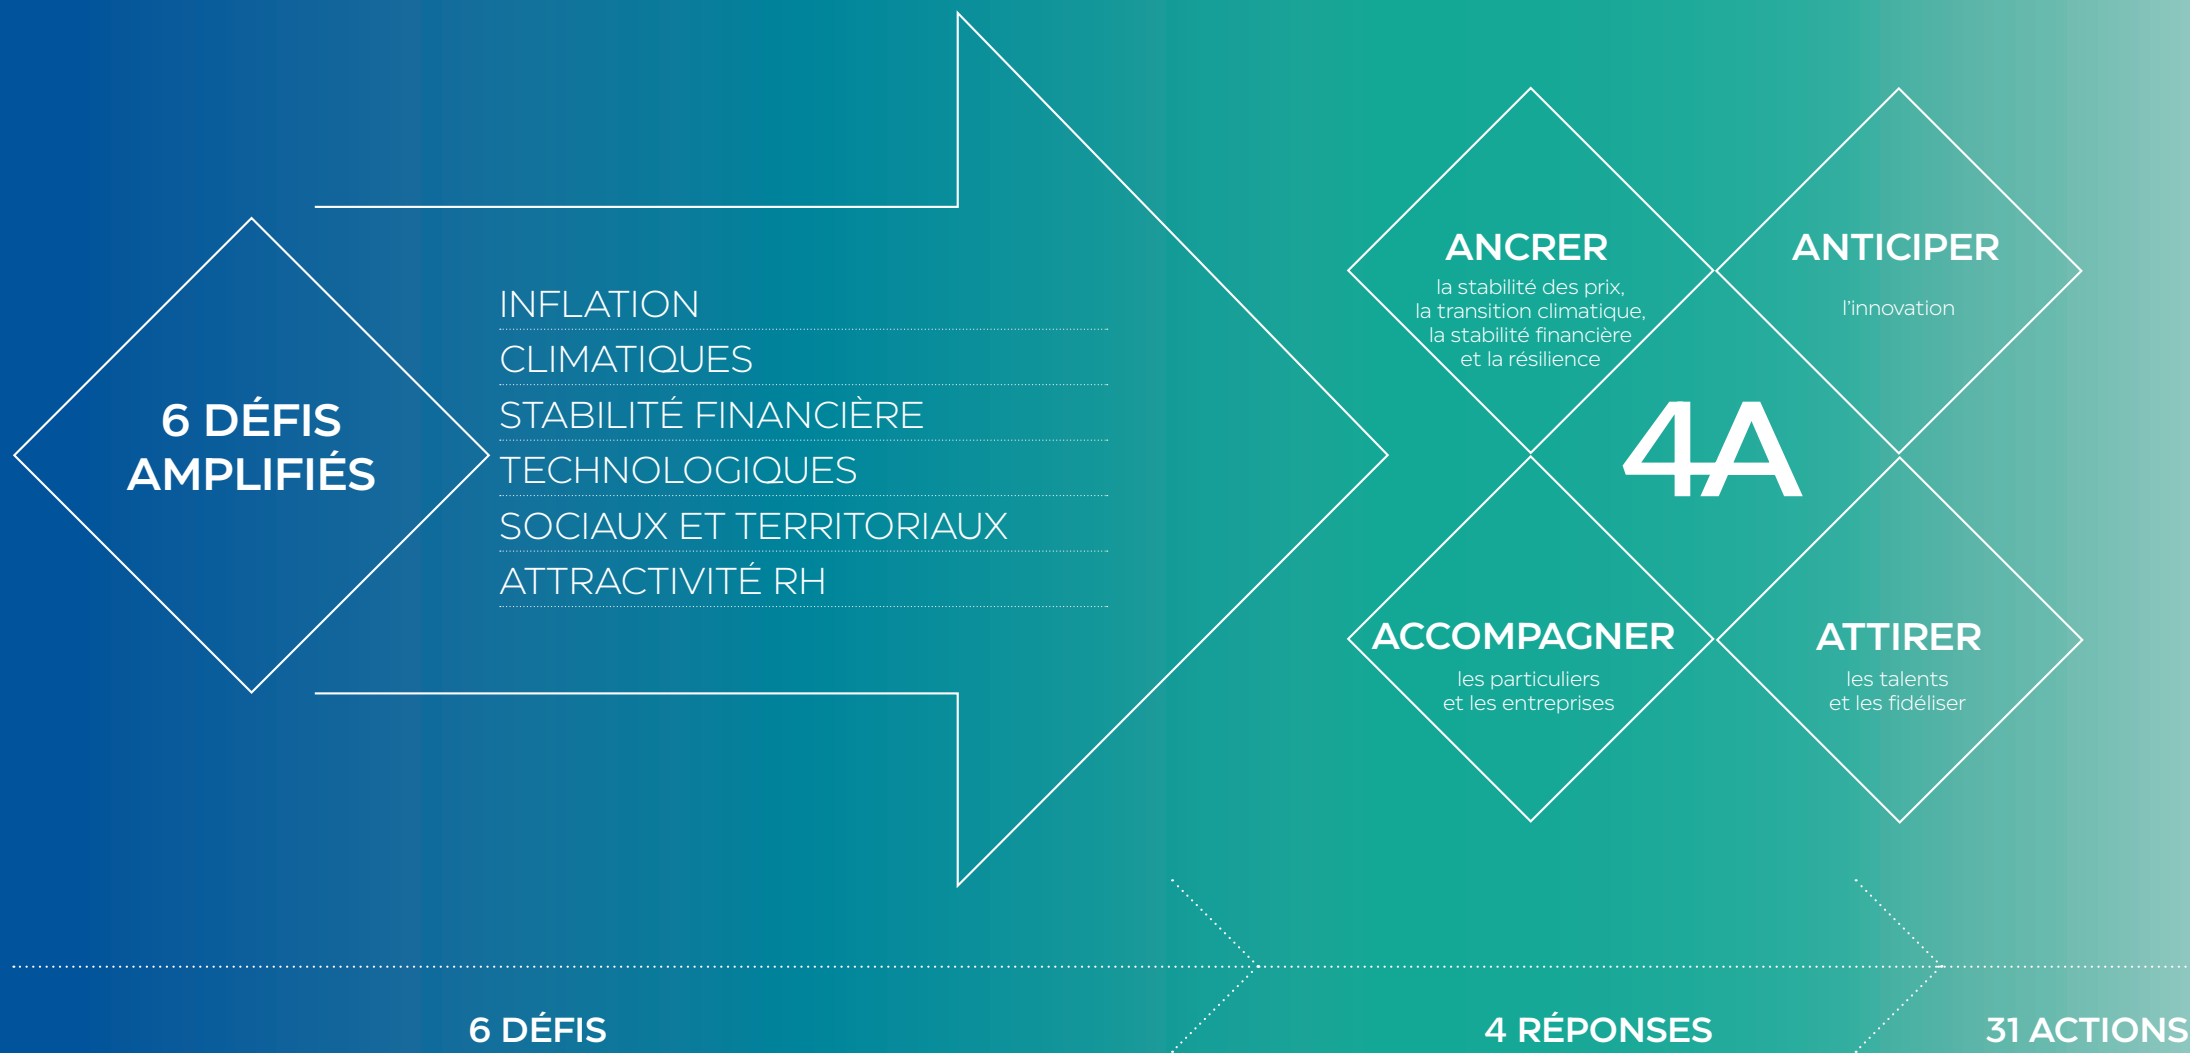 6 DÉFIS
AMPLIFIÉS
INFLATION
CLIMATIQUES
STABILITÉ FINANCIÈRE
TECHNOLOGIQUES
SOCIAUX ET TERRITORIAUX
ATTRACTIVITÉ RH
ANCRER
la stabilité des prix,
la transition climatique,
la stabilité financière
et la résilience
ANTICIPER
l'innovation
4A
ACCOMPAGNER
les particuliers
et les entreprises
ATTIRER
les talents
et les fidéliser
6 DÉFIS
4 RÉPONSES
31 ACTIONS